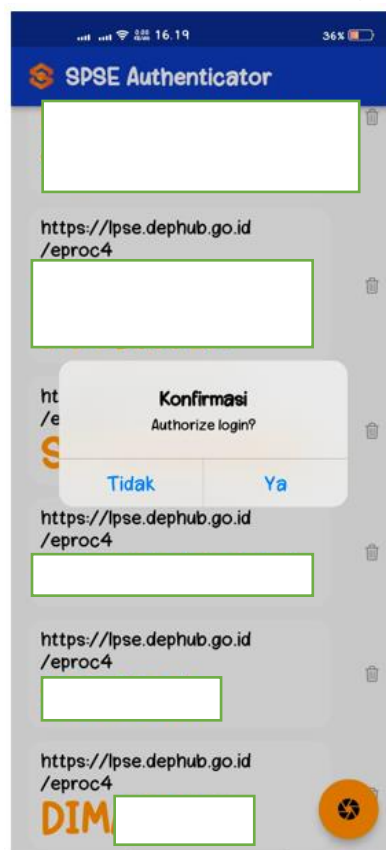 16.19
36%
SPSE Authenticator
https://lpse.dephub.go.id
/eproc4
ht
/e
S
Konfirmasi
Authorize login?
Tidak
Ya
https://lpse.dephub.go.id
/eproc4
https://lpse.dephub.go.id
/eproc4
https://lpse.dephub.go.id
/eproc4
DIM